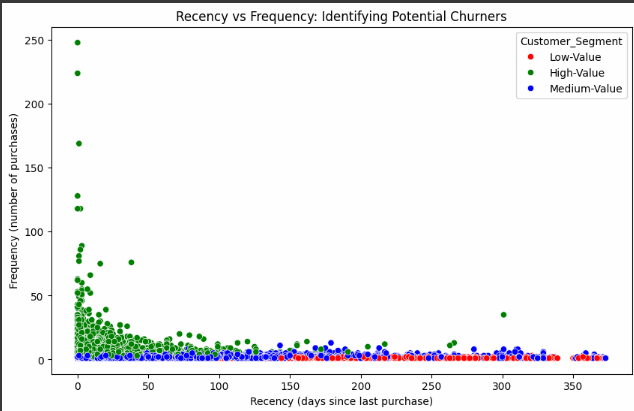 Recency vs Frequency: Identifying Potential Churners
Customer_Segment
Low-Value
High-Value
Medium-Value
Frequency (number of purchases)
250
200
150
100
50
0
0 50 100 150 200 250 300 350
Recency (days since last purchase)